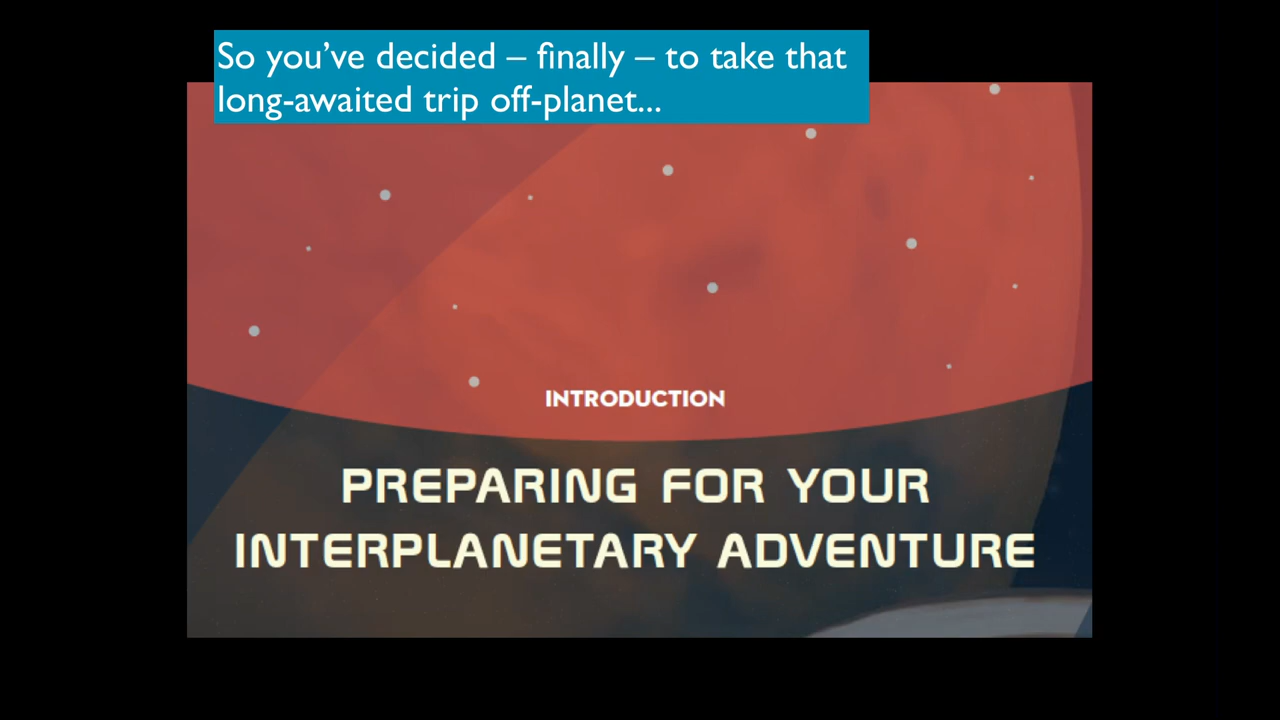 So you’ve decided – finally – to take that
long-awaited trip off-planet...
INTRODUCTION
PREPARING FOR YOUR
INTERPLANETARY ADVENTURE